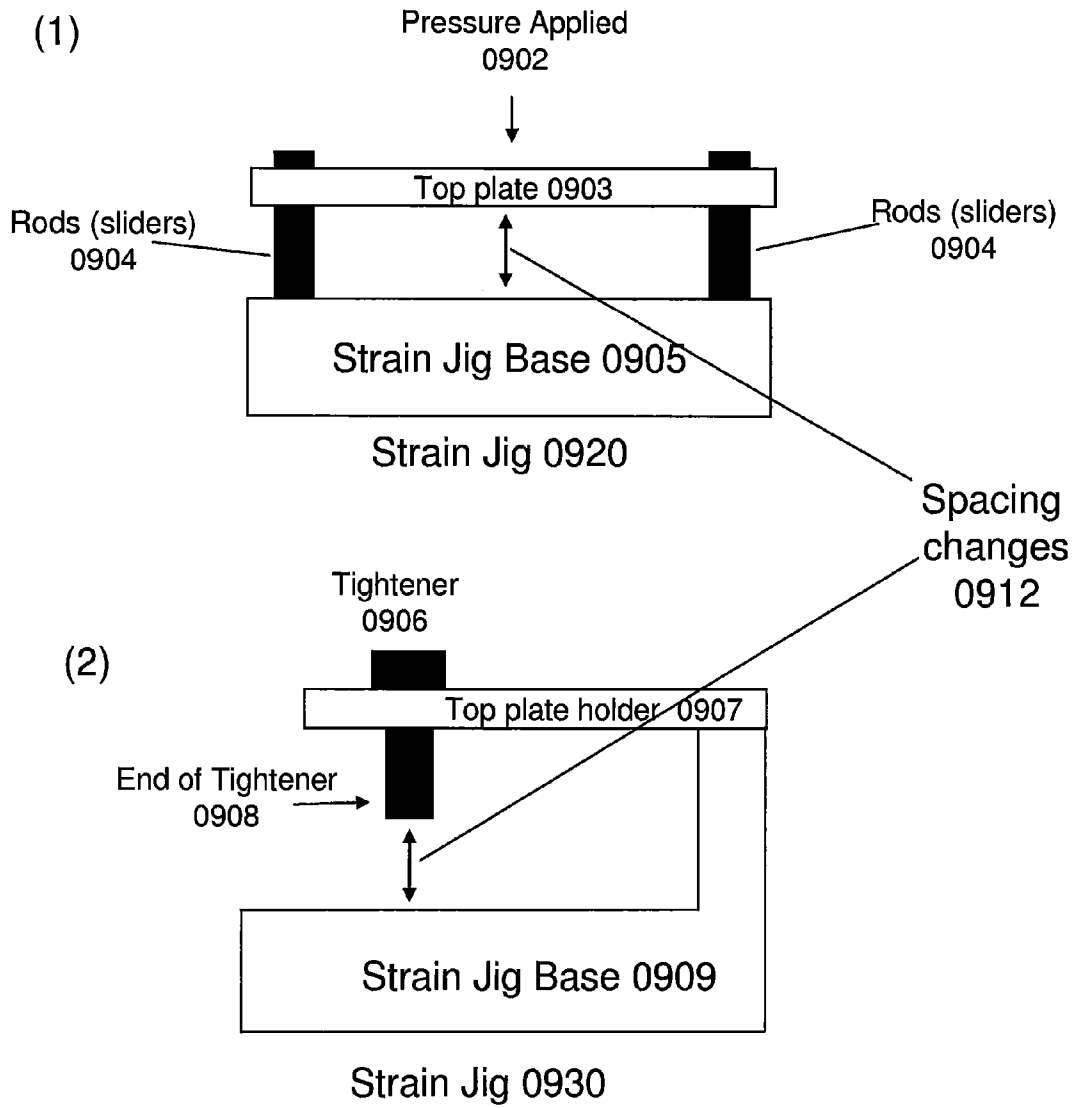 (1)
Pressure Applied
0902
Top plate 0903
Rods (sliders)
0904
Rods (sliders)
0904
Strain Jig Base 0905
Strain Jig 0920
Spacing
changes
0912
Tightener
0906
(2)
Top plate holder 0907
End of Tightener
0908
Strain Jig Base 0909
Strain Jig 0930